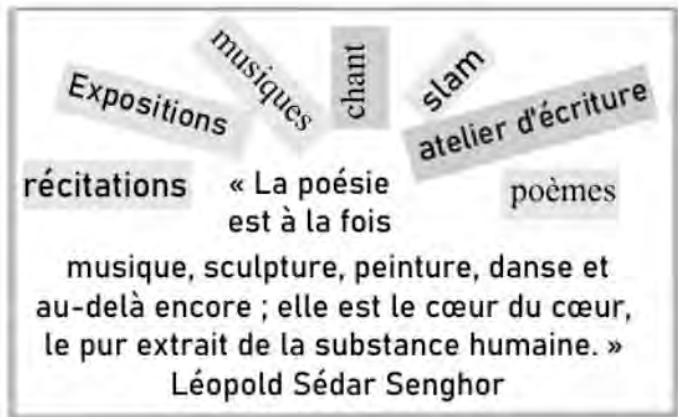 Expositions
musiques
chant
slam
atelier d'écriture
récitations
poèmes
« La poésie
est à la fois
musique, sculpture, peinture, danse et
au-delà encore ; elle est le cœur du cœur,
le pur extrait de la substance humaine. »
Léopold Sédar Senghor